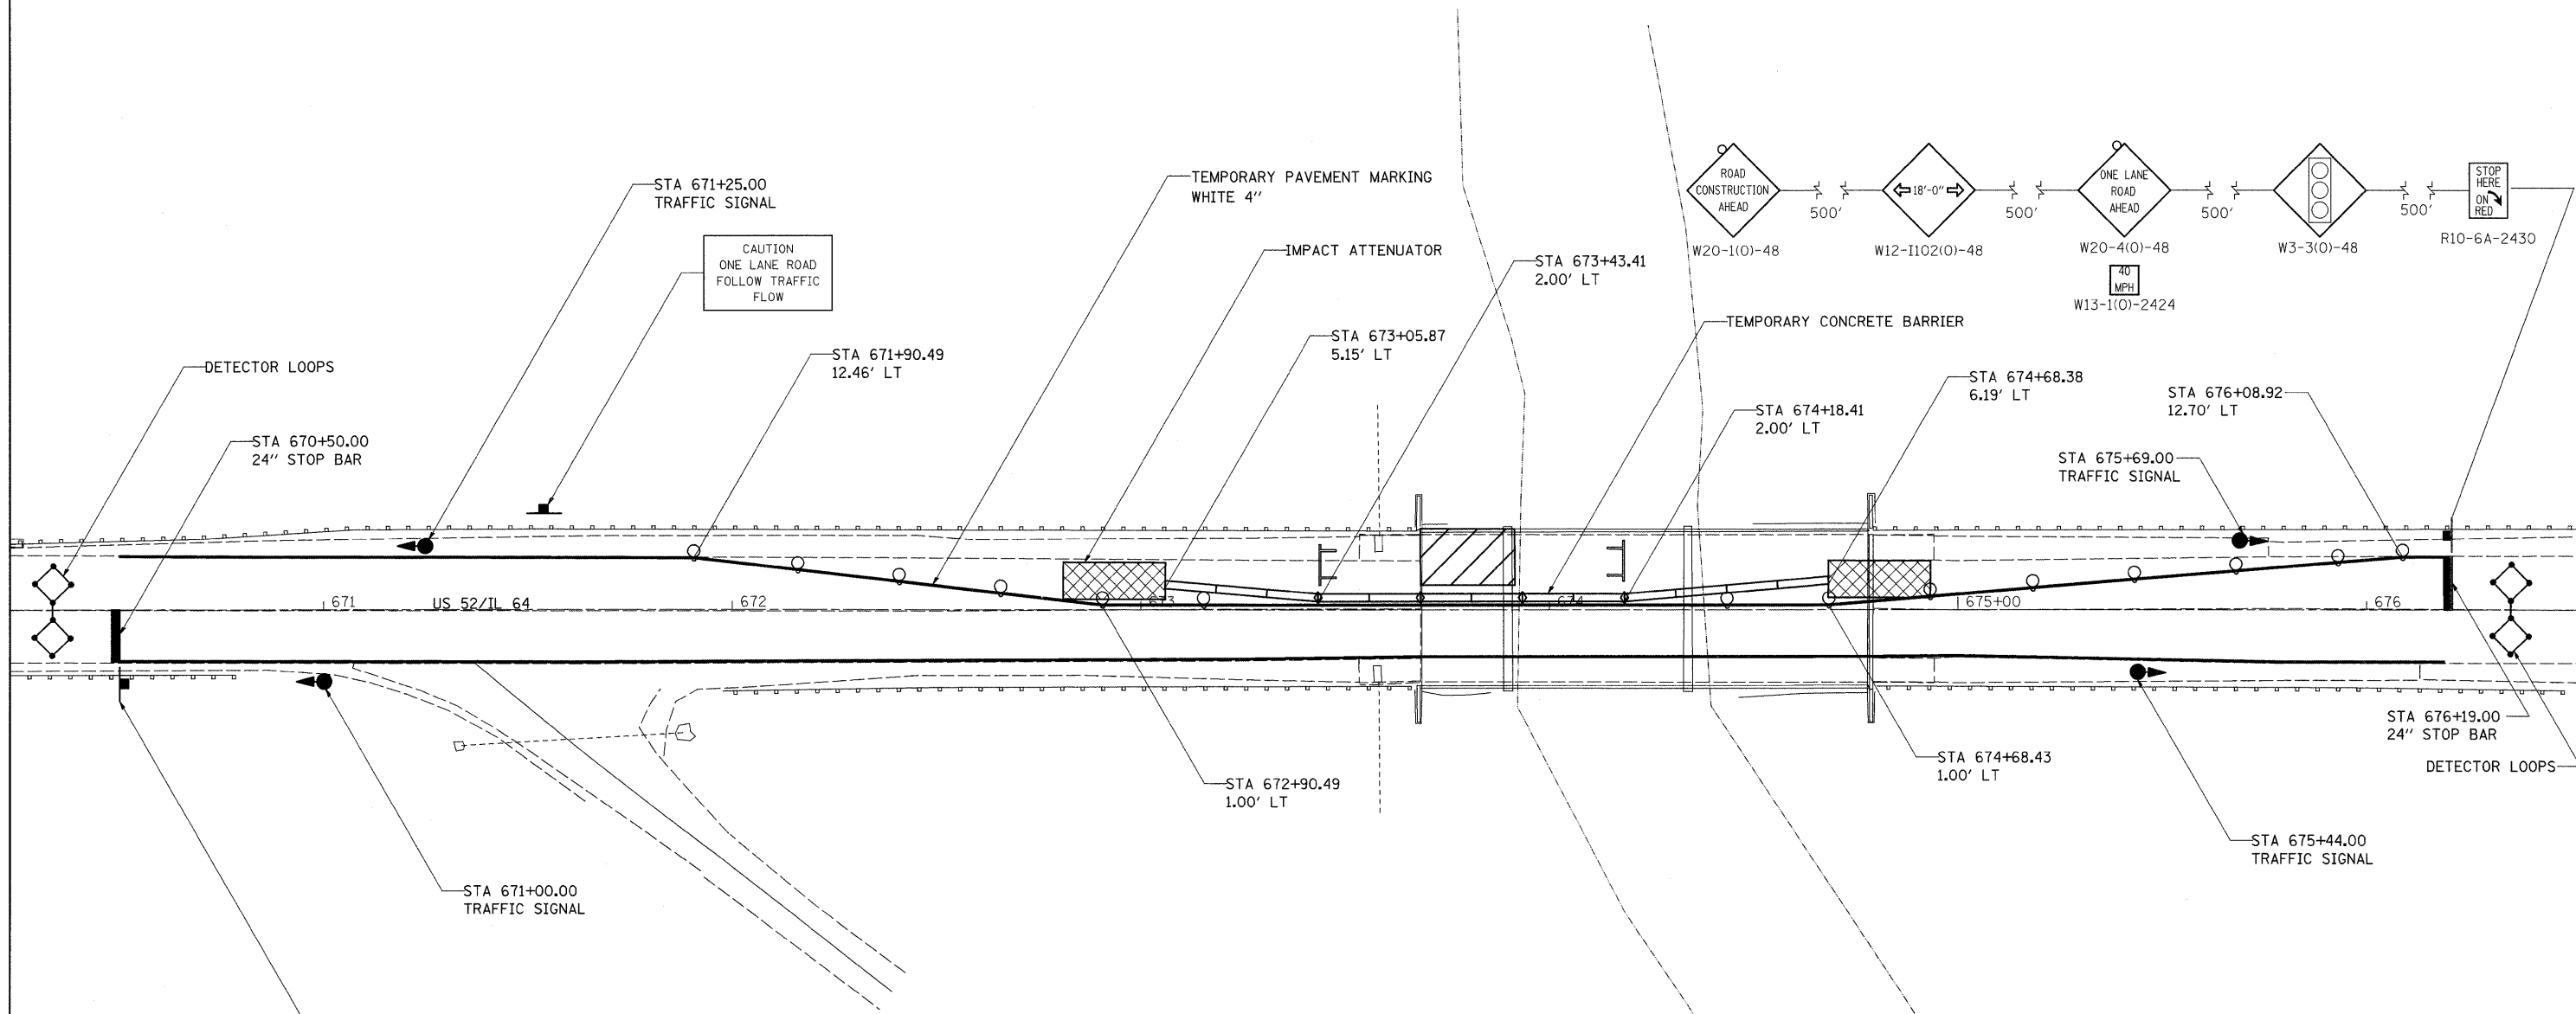 STA 671+25.00
TRAFFIC SIGNAL
TEMPORARY PAVEMENT MARKING
WHITE 4"
CAUTION
ONE LANE ROAD
FOLLOW TRAFFIC
FLOW
IMPACT ATTENUATOR
STA 673+43.41
2.00' LT
ROAD
CONSTRUCTION
AHEAD
500'
18'-0"
500'
ONE LANE
ROAD
AHEAD
500'
500'
STOP
HERE
ON
RED
W20-1(O)-48
W12-I102(O)-48
W20-4(O)-48
W3-3(O)-48
R10-6A-2430
40
MPH
W13-1(O)-2424
TEMPORARY CONCRETE BARRIER
STA 673+05.87
5.15' LT
STA 671+90.49
12.46' LT
DETECTOR LOOPS
STA 674+68.38
6.19' LT
STA 676+08.92
12.70' LT
STA 674+18.41
2.00' LT
STA 670+50.00
24" STOP BAR
STA 675+69.00
TRAFFIC SIGNAL
671
US 52/IL 64
672
673
674
675+00
676
STA 676+19.00
24" STOP BAR
STA 674+68.43
1.00' LT
DETECTOR LOOPS
STA 672+90.49
1.00' LT
STA 675+44.00
TRAFFIC SIGNAL
STA 671+00.00
TRAFFIC SIGNAL